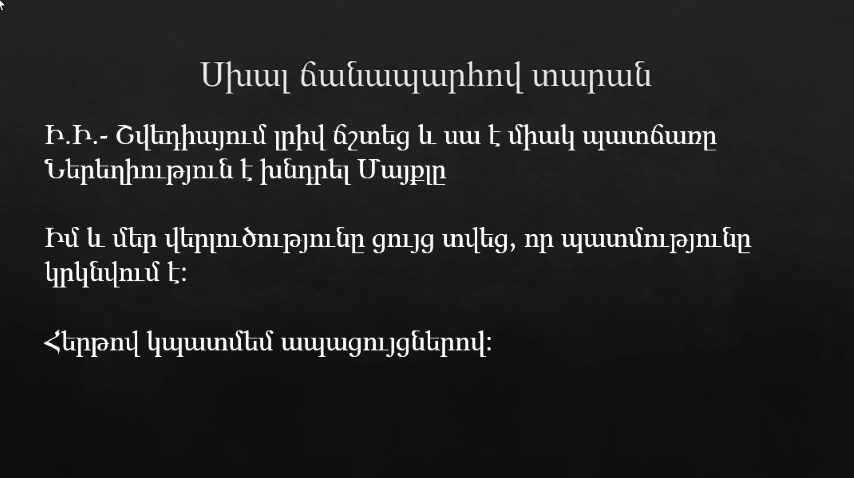 Սխալ ճանապարհով տարան
Ի.Ի.- Շվեդիայում լրիվ ճշտեց և սա է միակ պատճառը
Ներեղիություն է խնդրել Մայքլը
Իմ և մեր վերլուծությունը ցույց տվեց, որ պատմությունը
կրկնվում է:
Հերթով կպատմեմ ապացույցներով: